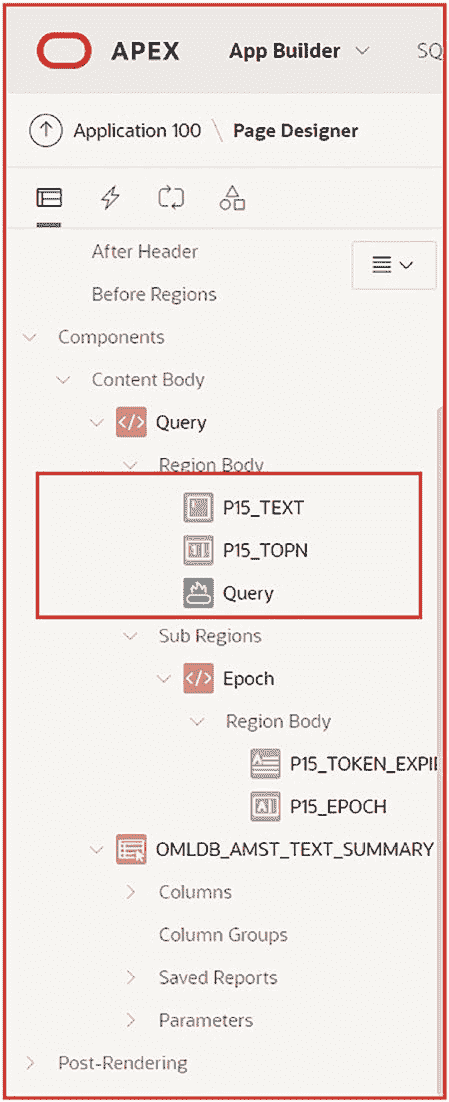 APEX App Builder SQ
Application 100 \ Page Designer
After Header
Before Regions
Components
Content Body
Query
Region Body
P15_TEXT
P15_TOPN
Query
Sub Regions
Epoch
Region Body
P15_TOKEN_EXPI
P15_EPOCH
OMLDB_AMST_TEXT_SUMMARY
Columns
Column Groups
Saved Reports
Parameters
Post-Rendering